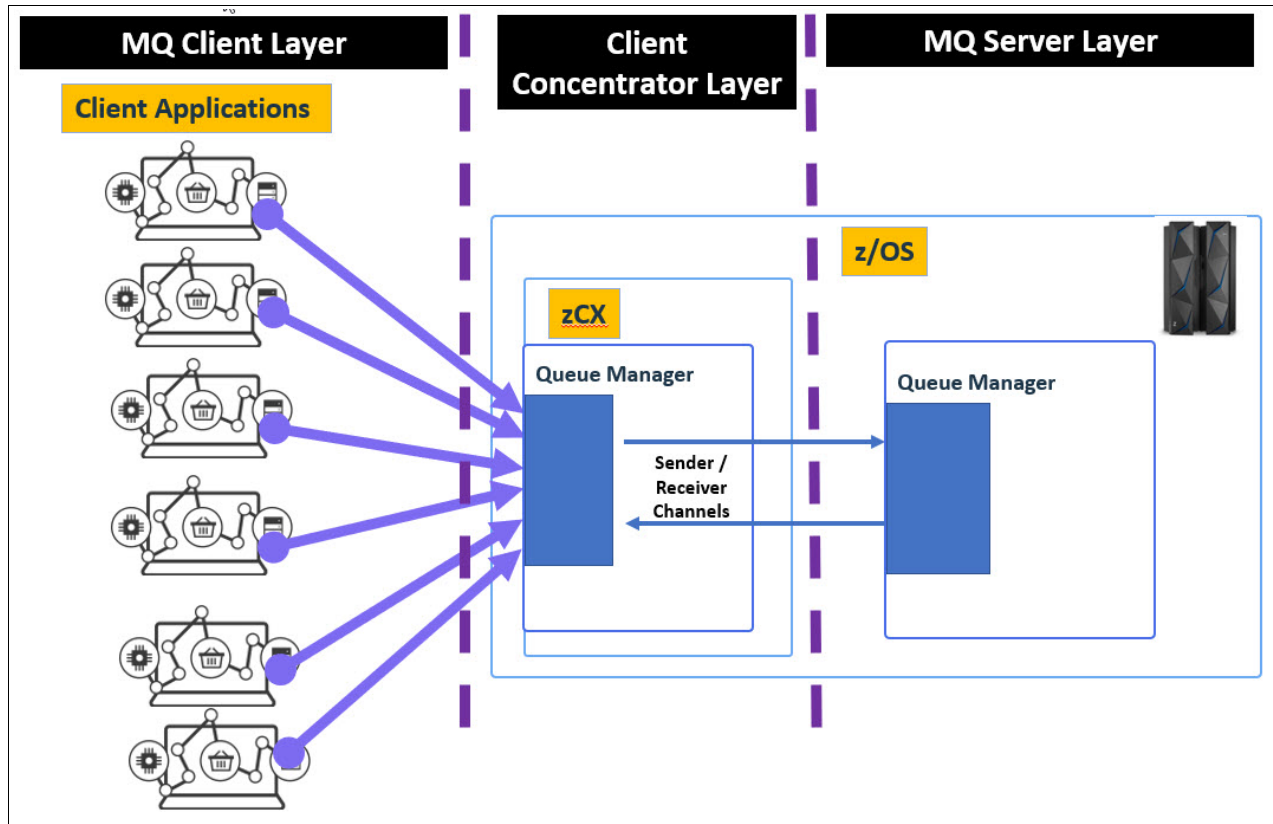 MQ Client Layer
Client
Concentrator Layer
MQ Server Layer
Client Applications
z/OS
zCX
Queue Manager
Queue Manager
Sender /
Receiver
Channels